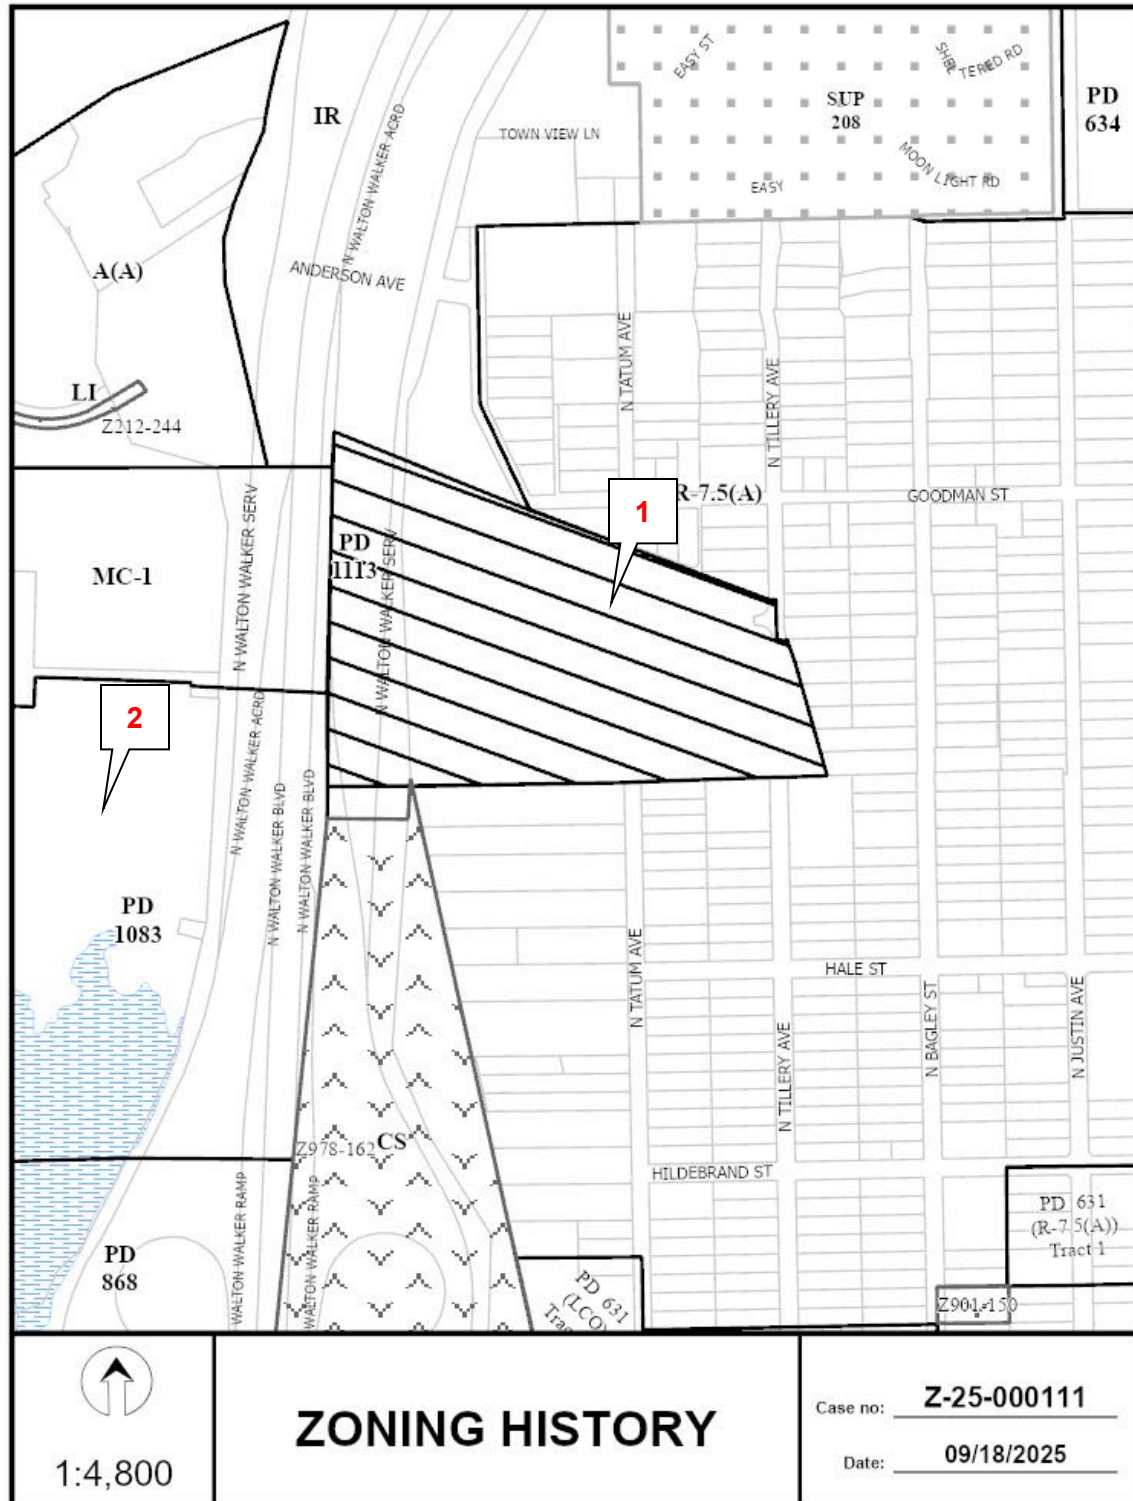 EASY ST
SHEL
TERED RD
IR
SUP
208
PD
634
N WALTON WALKER ACRD
TOWN VIEW LN
MOON LIGHT RD
EASY
A(A)
ANDERSON AVE
N TATUM AVE
N TILLERY AVE
LI
Z212-244
R-7.5(A)
GOODMAN ST
1
N WALTON WALKER SERV
PD
1113
N WALTON WALKER SERV
MC-1
2
N WALTON WALKER ACRD
N WALTON WALKER BLVD
N WALTON WALKER BLVD
PD
1083
N TATUM AVE
HALE ST
N TILLERY AVE
N BAGLEY ST
N JUSTIN AVE
Z978-162
CS
HILDEBRAND ST
WALTON WALKER RAMP
WALTON WALKER RAMP
PD 631
(R-7.5(A))
Tract 1
PD
868
PD 631
(LCO)
Z901-150
1:4,800
ZONING HISTORY
Case no: Z-25-000111
Date: 09/18/2025